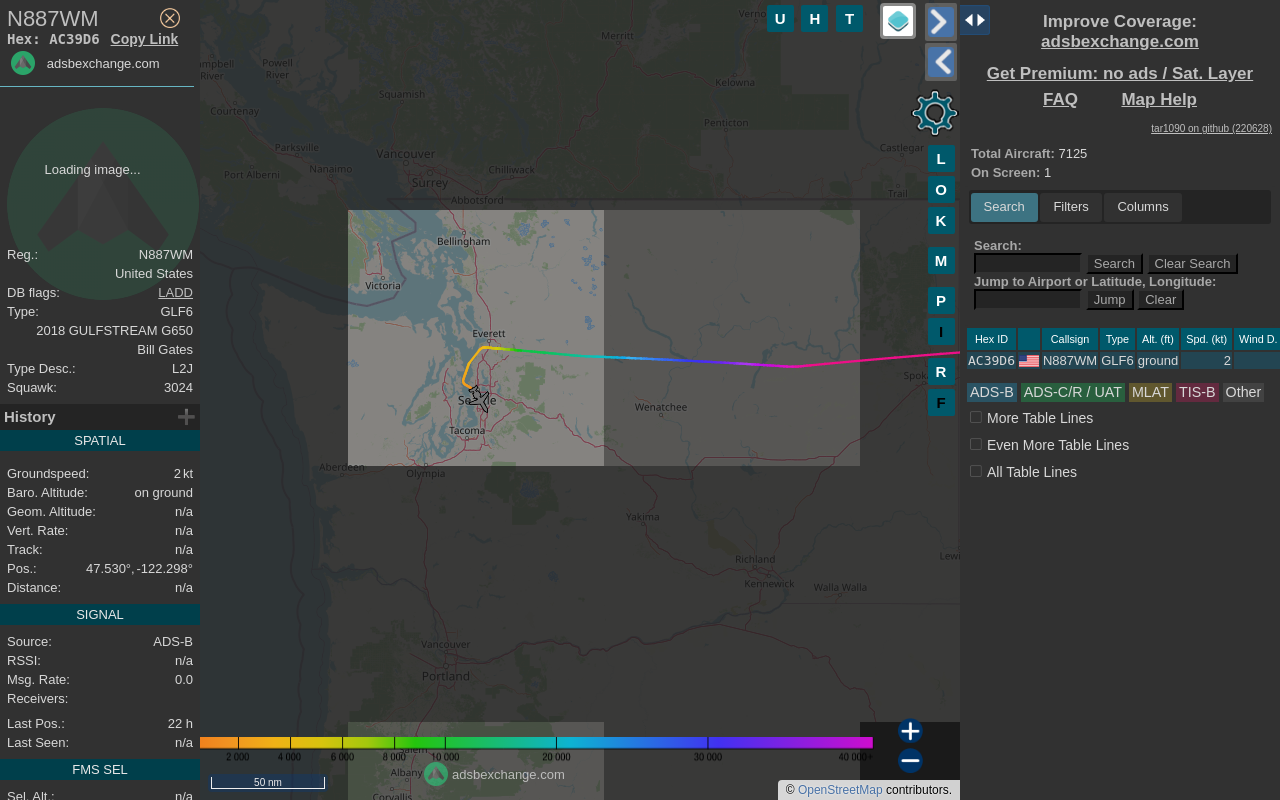 N887WM
Hex: AC39D6 Copy Link
adsbexchange.com
Loading image...
Reg.: N887WM
United States
DB flags: LADD
Type: GLF6
2018 GULFSTREAM G650
Bill Gates
Type Desc.: L2J
Squawk: 3024
History
SPATIAL
Groundspeed: 2 kt
Baro. Altitude: on ground
Geom. Altitude: n/a
Vert. Rate: n/a
Track: n/a
Pos.: 47.530°, -122.298°
Distance: n/a
SIGNAL
Source: ADS-B
RSSI: n/a
Msg. Rate: 0.0
Receivers:
Last Pos.: 22 h
Last Seen: n/a
FMS SEL
Sel. Alt.: n/a
U H T
L
O
K
M
P
I
R
F
Merritt
Powell
River
River
Squamish
Kelowna
Courtenay
Penticton
Parksville
Vancouver
Castlegar
Nanaimo
Port Alberni
Chilliwack
Surrey
Trail
Abbotsford
Bellingham
Victoria
Everett
Wenatchee
Tacoma
Aberdeen
Olympia
Yakima
Richland
Kennewick
Walla Walla
Vancouver
Portland
Albany
Corvallis
2 000 4 000 6 000 8 000 10 000 20 000 30 000 40 000+
50 nm
adsbexchange.com
© OpenStreetMap contributors.
Improve Coverage:
adsbexchange.com
Get Premium: no ads / Sat. Layer
FAQ Map Help
tar1090 on github (220628)
Total Aircraft: 7125
On Screen: 1
Search Filters Columns
Search:
Search Clear Search
Jump to Airport or Latitude, Longitude:
Jump Clear
Hex ID Callsign Type Alt. (ft) Spd. (kt) Wind D.
AC39D6 N887WM GLF6 ground 2
ADS-B ADS-C/R / UAT MLAT TIS-B Other
More Table Lines
Even More Table Lines
All Table Lines